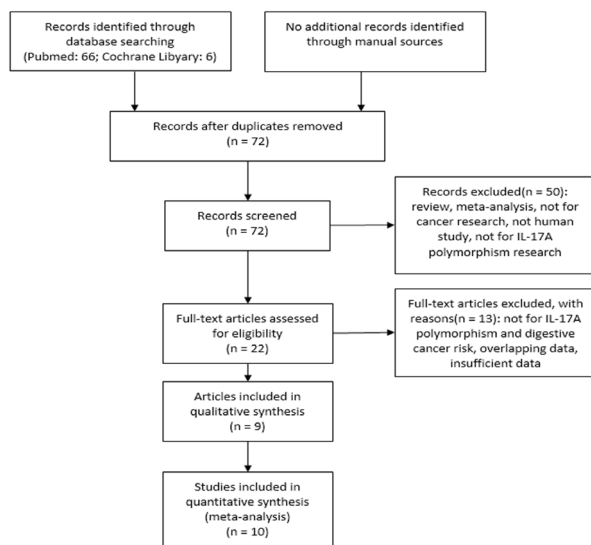 Records identified through
database searching
(Pubmed: 66; Cochrane Libyary: 6)
No additional records identified
through manual sources
Records after duplicates removed
(n = 72)
Records screened
(n = 72)
Records excluded(n = 50):
review, meta-analysis, not for
cancer research, not human
study, not for IL-17A
polymorphism research
Full-text articles assessed
for eligibility
(n = 22)
Full-text articles excluded, with
reasons(n = 13): not for IL-17A
polymorphism and digestive
cancer risk, overlapping data,
insufficient data
Articles included in
qualitative synthesis
(n = 9)
Studies included in
quantitative synthesis
(meta-analysis)
(n = 10)